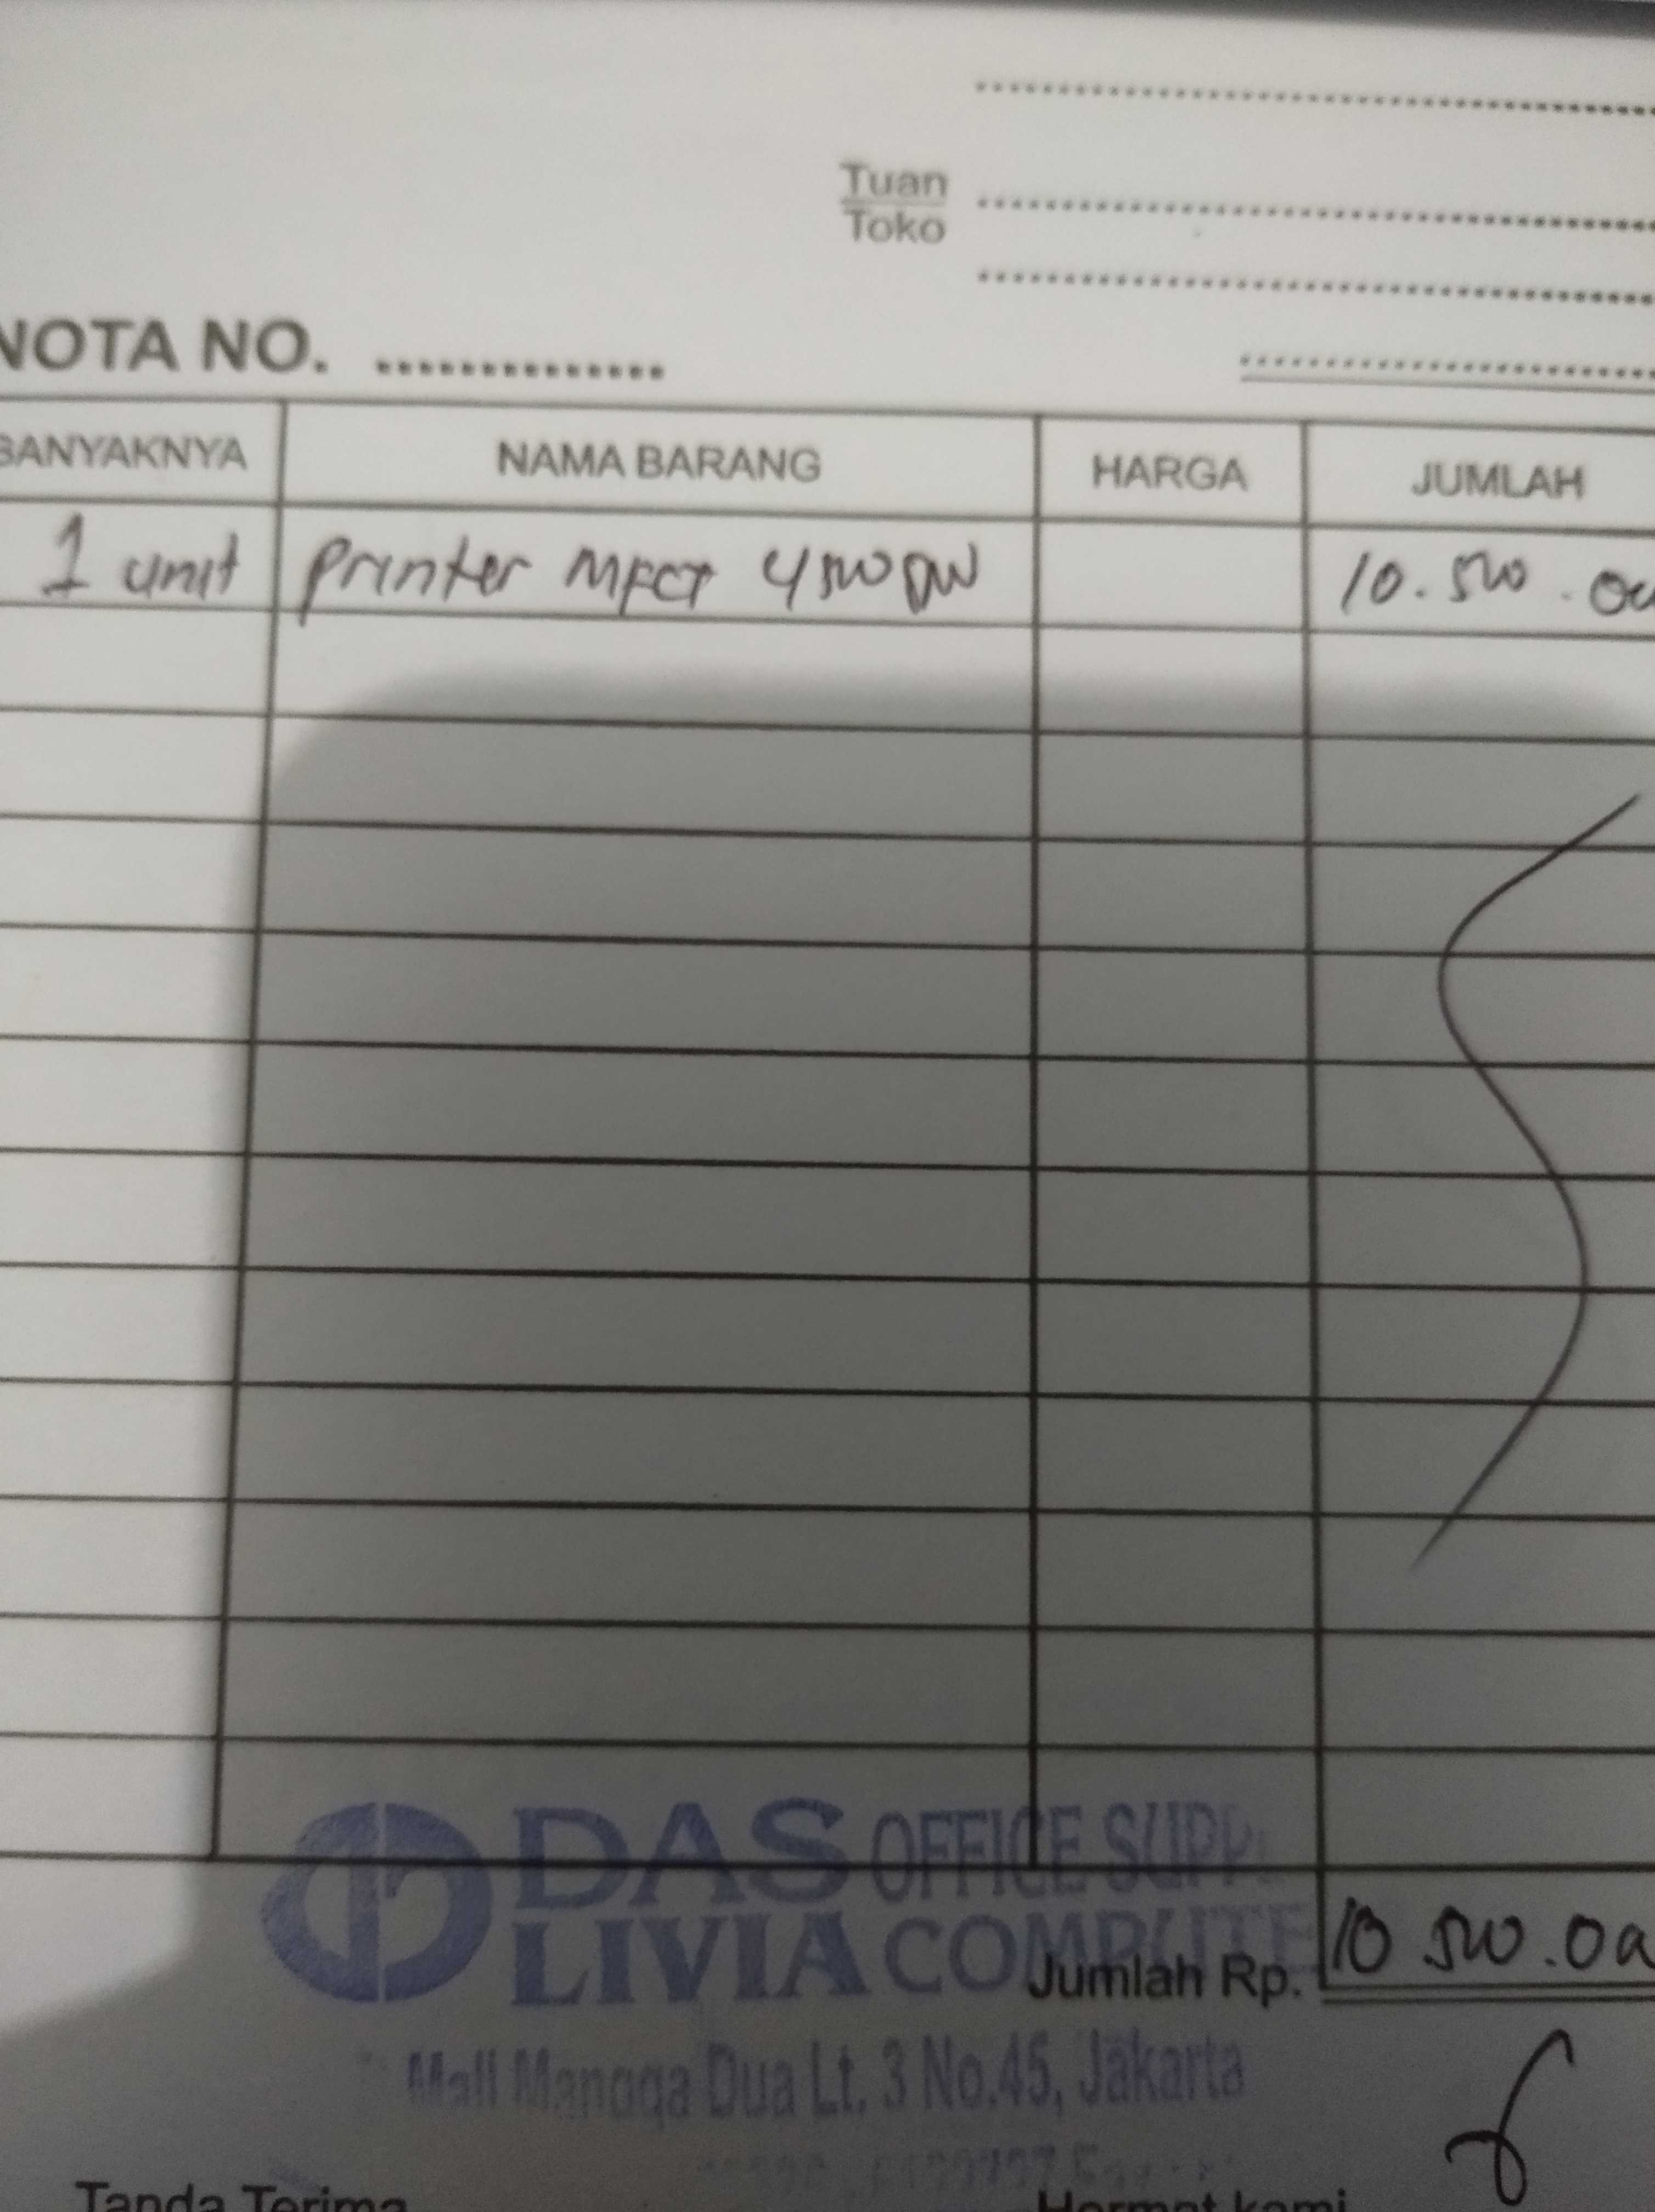 Tuan
Toko
NOTA NO. ..............
BANYAKNYA NAMA BARANG HARGA JUMLAH
1 unit Printer MFCT 4500DW 10.500.00
DAS OFFICE SUPP
LIVIA COMPUTE
Jumlah Rp. 10.500.00
Mall Mangga Dua Lt. 3 No.45, Jakarta
Tanda Terima
Hormat kami